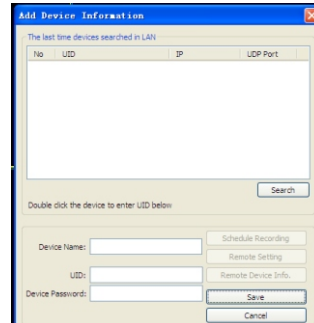 Add Device Information
The last time devices searched in LAN
No UID IP UDP Port
Search
Double click the device to enter UID below
Schedule Recording
Device Name:
Remote Setting
UID:
Remote Device Info.
Device Password:
Save
Cancel